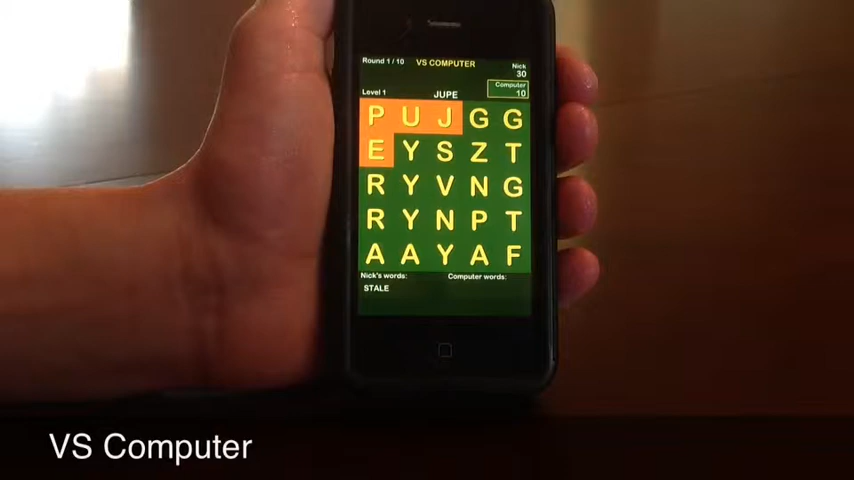 Round 1 / 10 VS COMPUTER Nick
30
Computer
Level 1 JUPE 10
P U J G G
E Y S Z T
R Y V N G
R Y N P T
A A Y A F
Nick's words: Computer words:
STALE
VS Computer